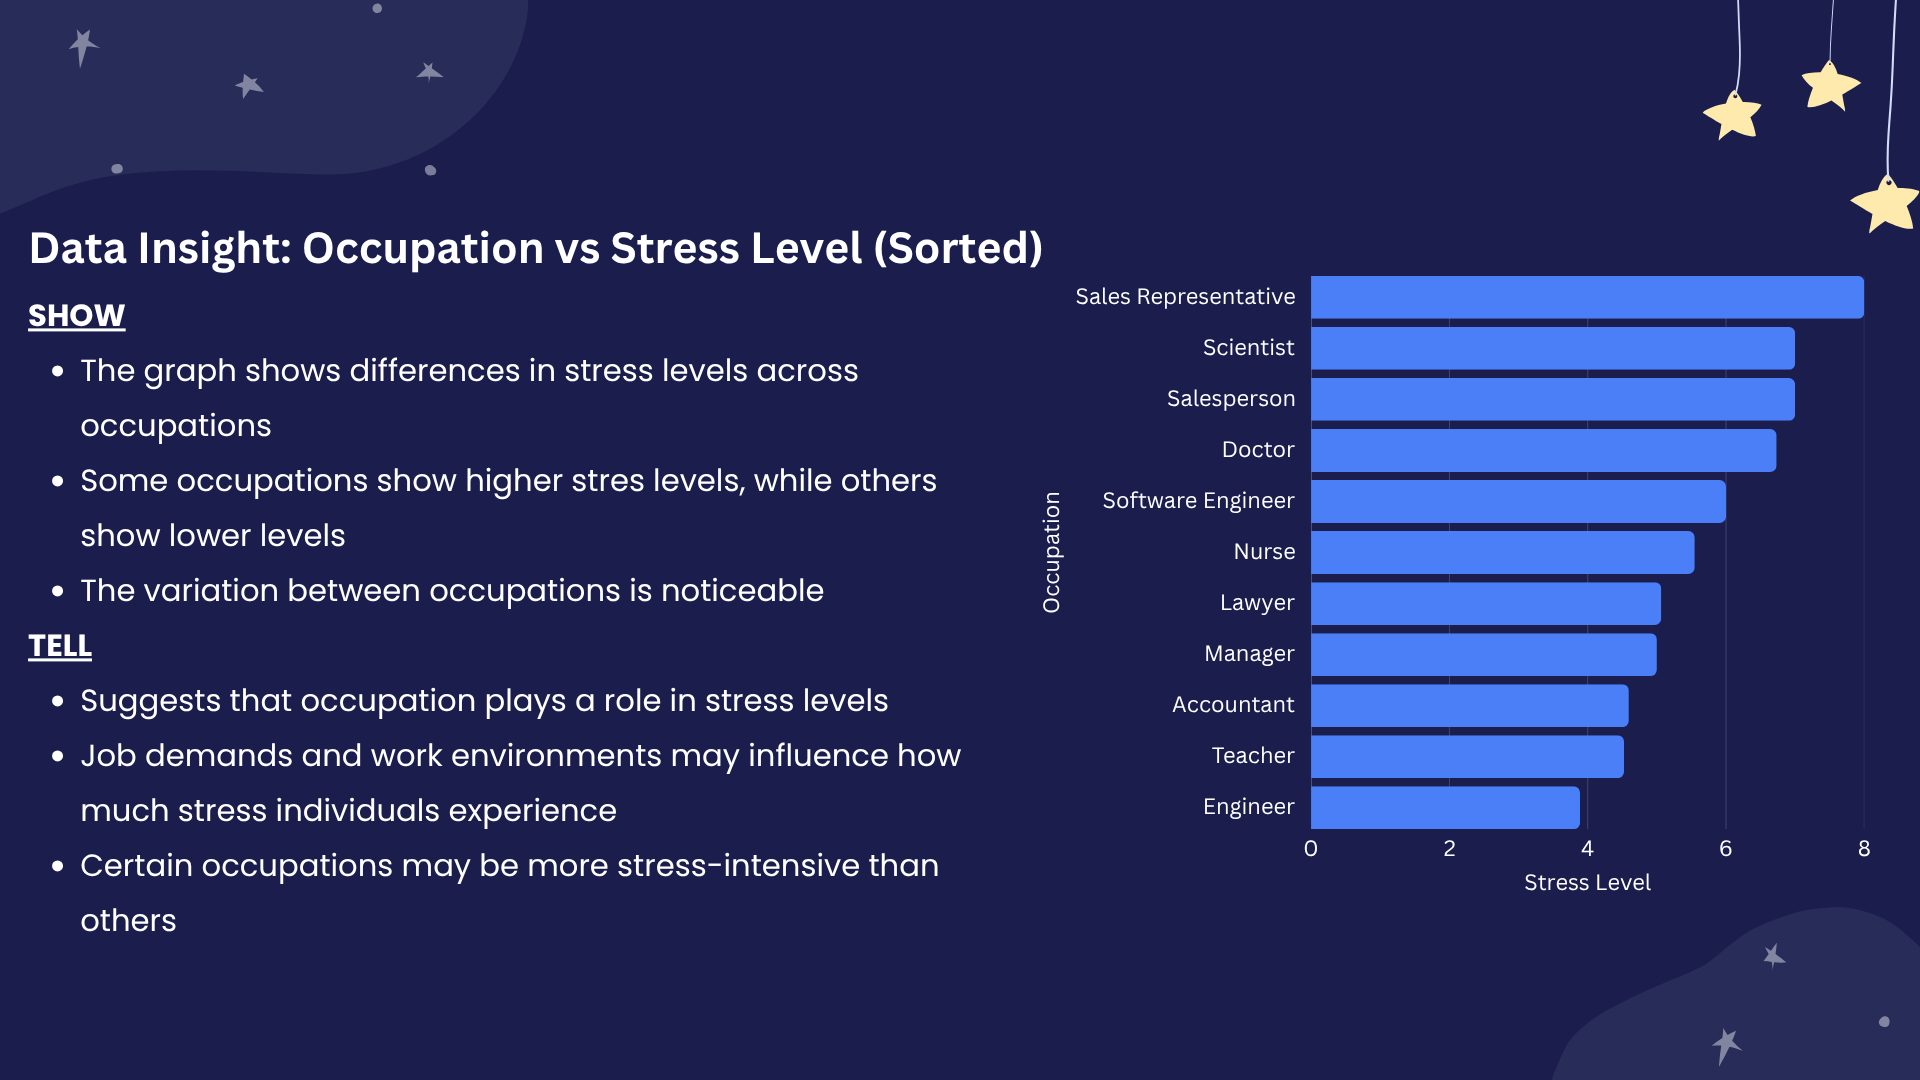 Data Insight: Occupation vs Stress Level (Sorted)
SHOW
• The graph shows differences in stress levels across
occupations
• Some occupations show higher stres levels, while others
show lower levels
• The variation between occupations is noticeable
TELL
• Suggests that occupation plays a role in stress levels
• Job demands and work environments may influence how
much stress individuals experience
• Certain occupations may be more stress-intensive than
others
Occupation
Sales Representative
Scientist
Salesperson
Doctor
Software Engineer
Nurse
Lawyer
Manager
Accountant
Teacher
Engineer
0 2 4 6 8
Stress Level